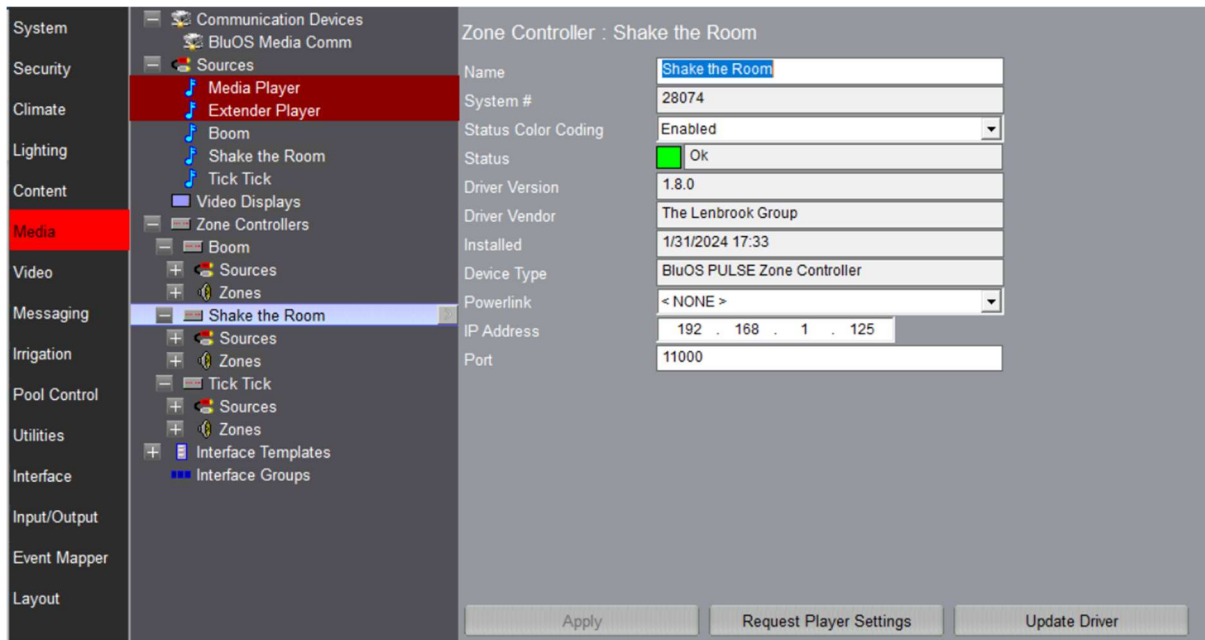 System
Security
Climate
Lighting
Content
Media
Video
Messaging
Irrigation
Pool Control
Utilities
Interface
Input/Output
Event Mapper
Layout
Communication Devices
BluOS Media Comm
Sources
Media Player
Extender Player
Boom
Shake the Room
Tick Tick
Video Displays
Zone Controllers
Boom
Sources
Zones
Shake the Room
Sources
Zones
Tick Tick
Sources
Zones
Interface Templates
Interface Groups
Zone Controller : Shake the Room
Name Shake the Room
System # 28074
Status Color Coding Enabled
Status Ok
Driver Version 1.8.0
Driver Vendor The Lenbrook Group
Installed 1/31/2024 17:33
Device Type BluOS PULSE Zone Controller
Powerlink < NONE >
IP Address 192 . 168 . 1 . 125
Port 11000
Apply Request Player Settings Update Driver